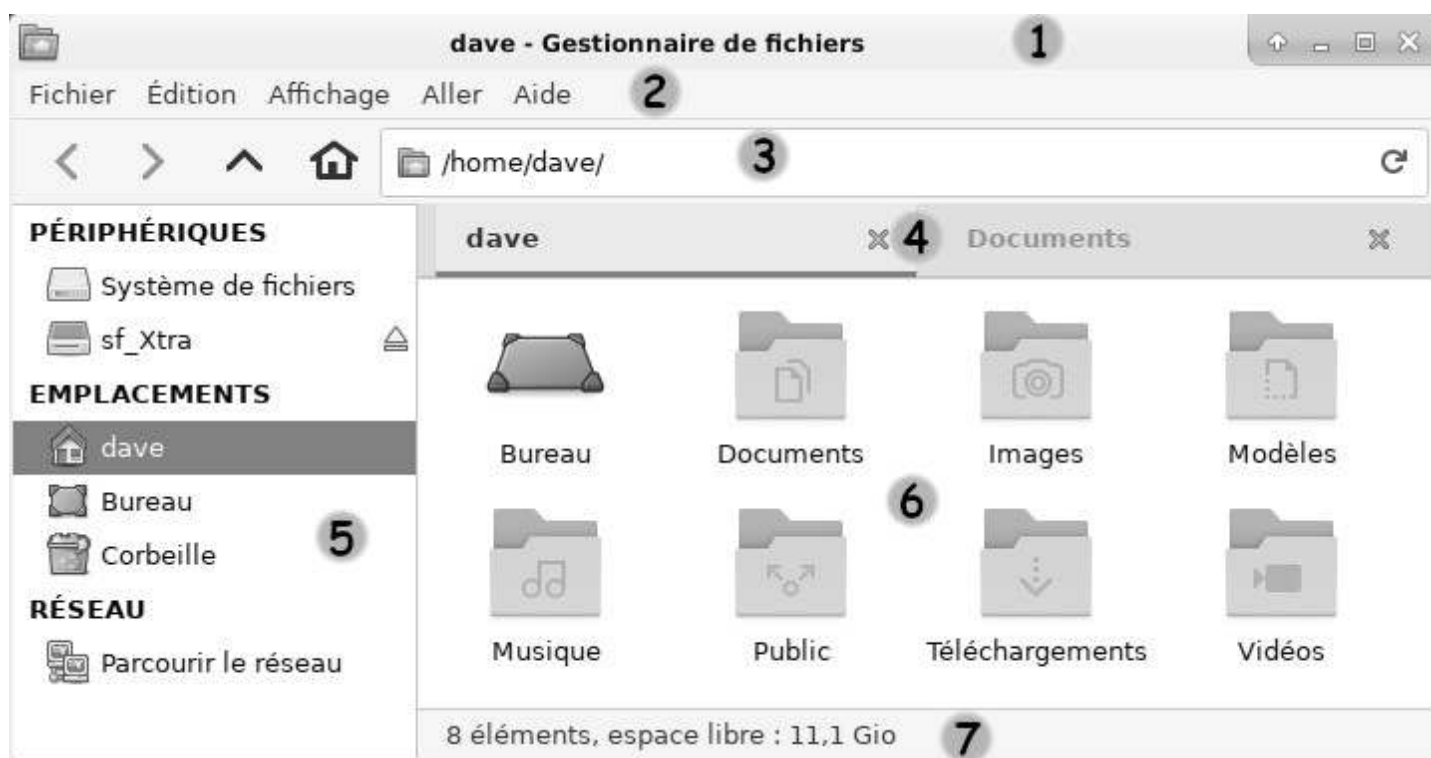 dave - Gestionnaire de fichiers 1
Fichier Édition Affichage Aller Aide 2
/home/dave/ 3
PÉRIPHÉRIQUES
Système de fichiers
sf_Xtra
EMPLACEMENTS
dave
Bureau
Corbeille
5
RÉSEAU
Parcourir le réseau
dave 4 Documents
Bureau Documents Images Modèles
6
Musique Public Téléchargements Vidéos
8 éléments, espace libre : 11,1 Gio 7